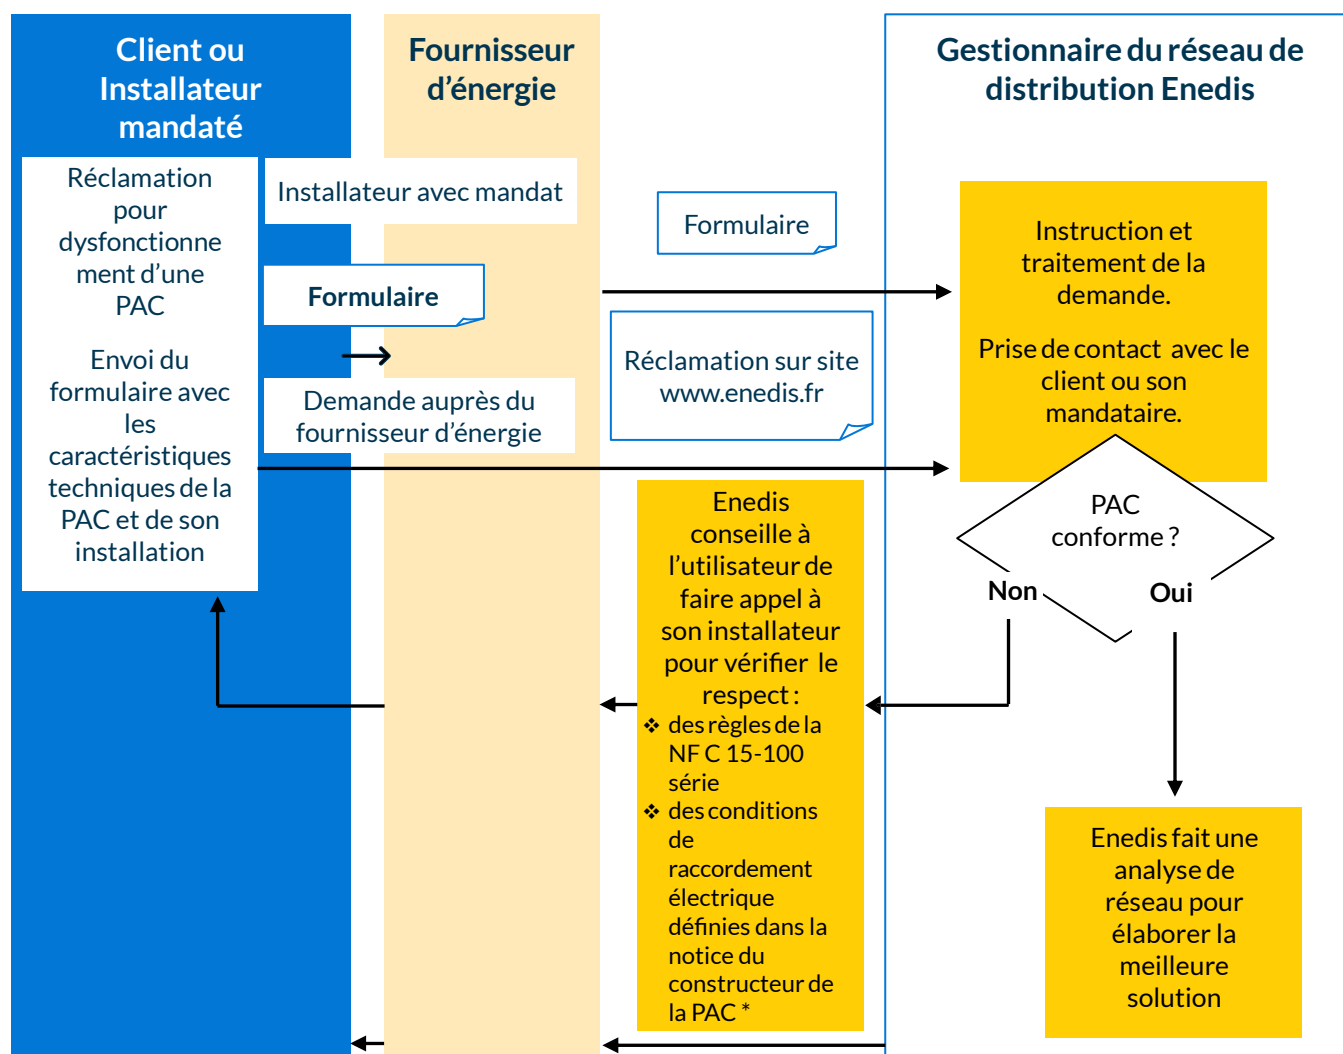 Client ou
Installateur
mandaté
Fournisseur
d’énergie
Gestionnaire du réseau de
distribution Enedis
Réclamation
pour
dysfonctionne
ment d’une
PAC
Envoi du
formulaire avec
les
caractéristiques
techniques de la
PAC et de son
installation
Installateur avec mandat
Formulaire
Demande auprès du
fournisseur d’énergie
Formulaire
Réclamation sur site
www.enedis.fr
Instruction et
traitement de la
demande.
Prise de contact avec le
client ou son
mandataire.
PAC
conforme ?
Non
Oui
Enedis
conseille à
l’utilisateur de
faire appel à
son installateur
pour vérifier le
respect :
❖ des règles de la
NF C 15-100
série
❖ des conditions
de
raccordement
électrique
définies dans la
notice du
constructeur de
la PAC *
Enedis fait une
analyse de
réseau pour
élaborer la
meilleure
solution